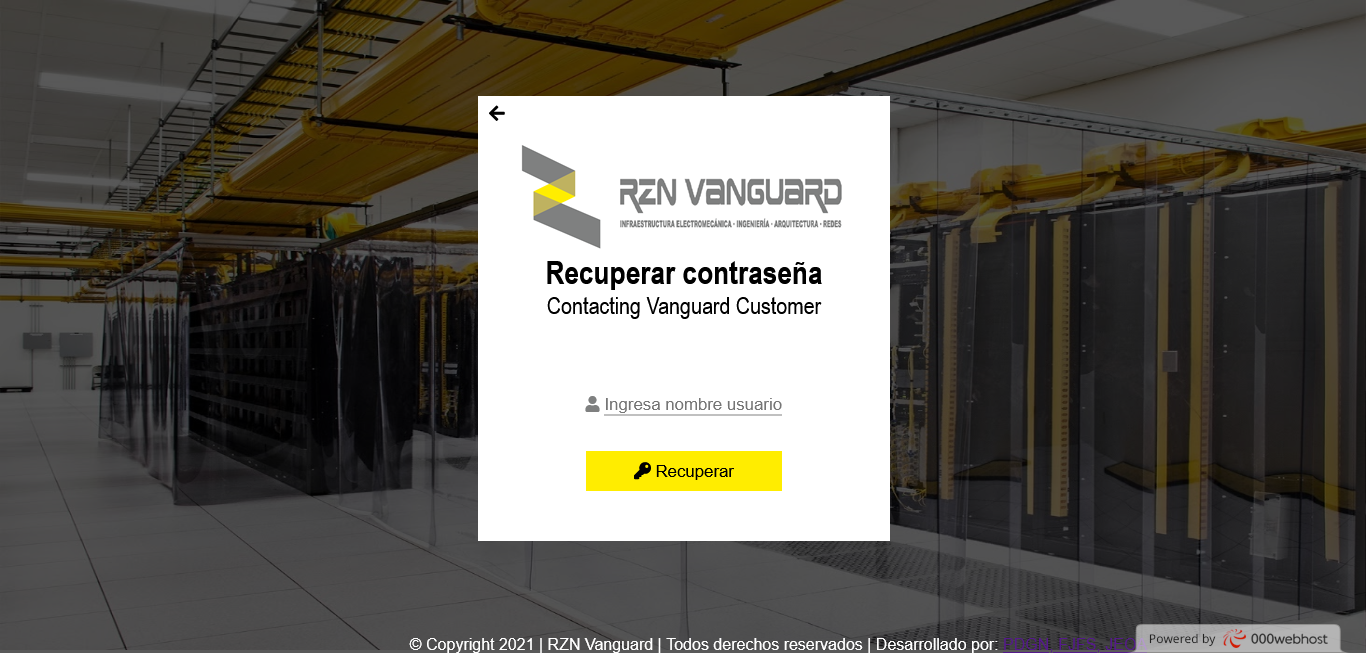 RZN VANGUARD
INFRAESTRUCTURA ELECTROMECÁNICA - INGENIERÍA - ARQUITECTURA - REDES
Recuperar contraseña
Contacting Vanguard Customer
Ingresa nombre usuario
Recuperar
© Copyright 2021 | RZN Vanguard | Todos derechos reservados | Desarrollado por:
Powered by 000webhost